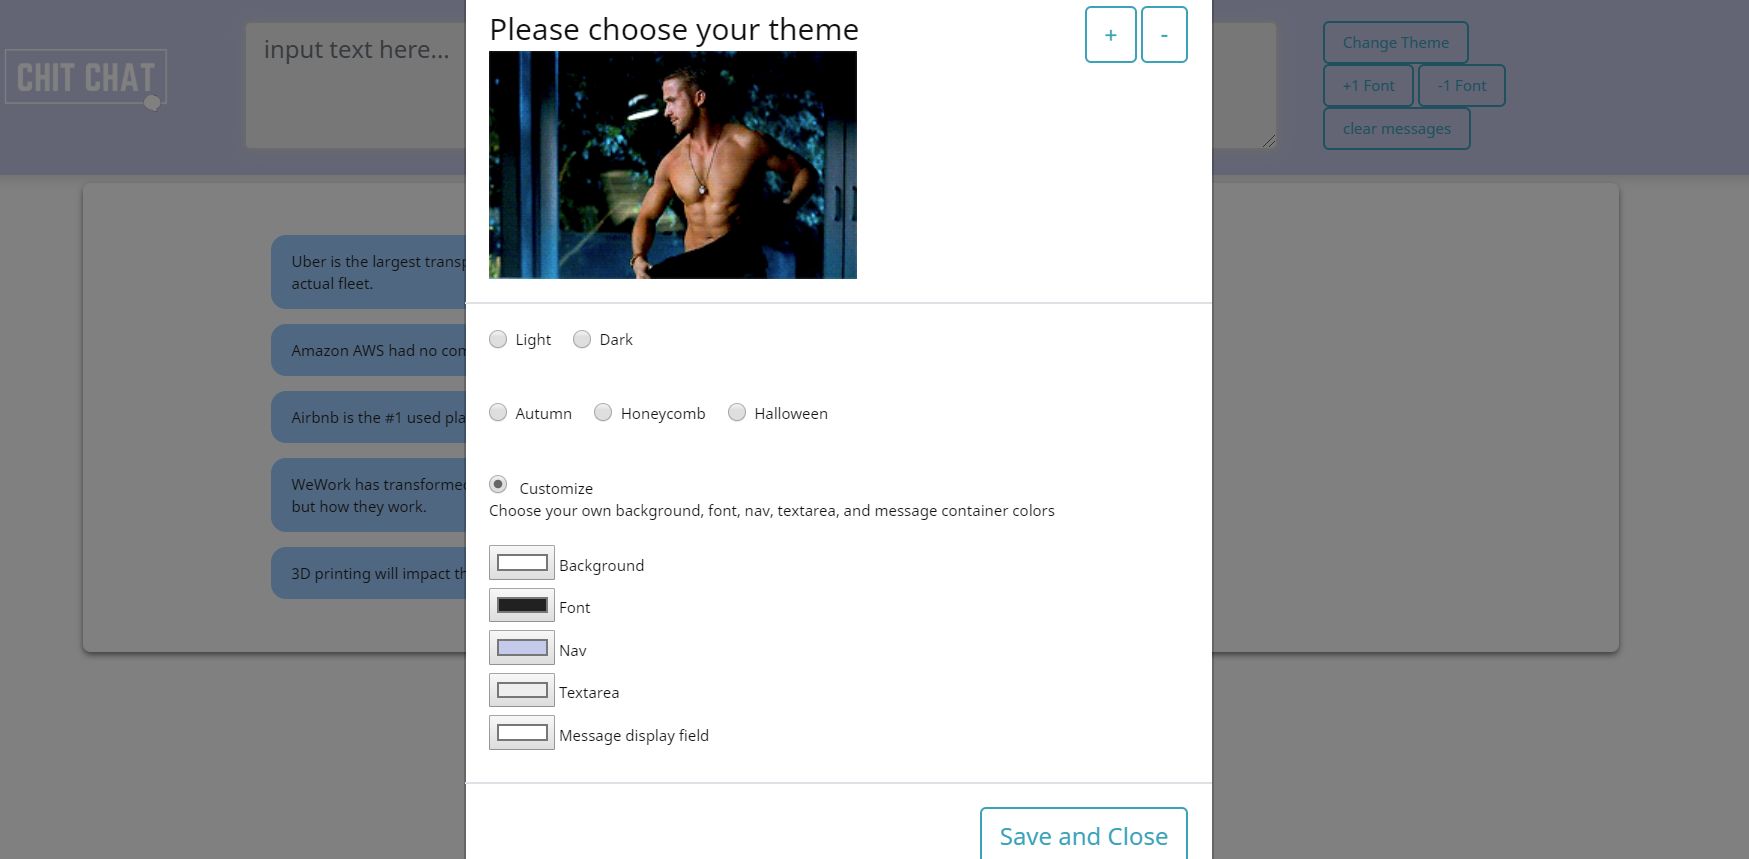 Please choose your theme
+
-
CHIT CHAT
input text here...
Change Theme
+1 Font
-1 Font
clear messages
Uber is the largest transp
actual fleet.
Amazon AWS had no com
Airbnb is the #1 used pla
WeWork has transformed
but how they work.
3D printing will impact th
Light
Dark
Autumn
Honeycomb
Halloween
Customize
Choose your own background, font, nav, textarea, and message container colors
Background
Font
Nav
Textarea
Message display field
Save and Close